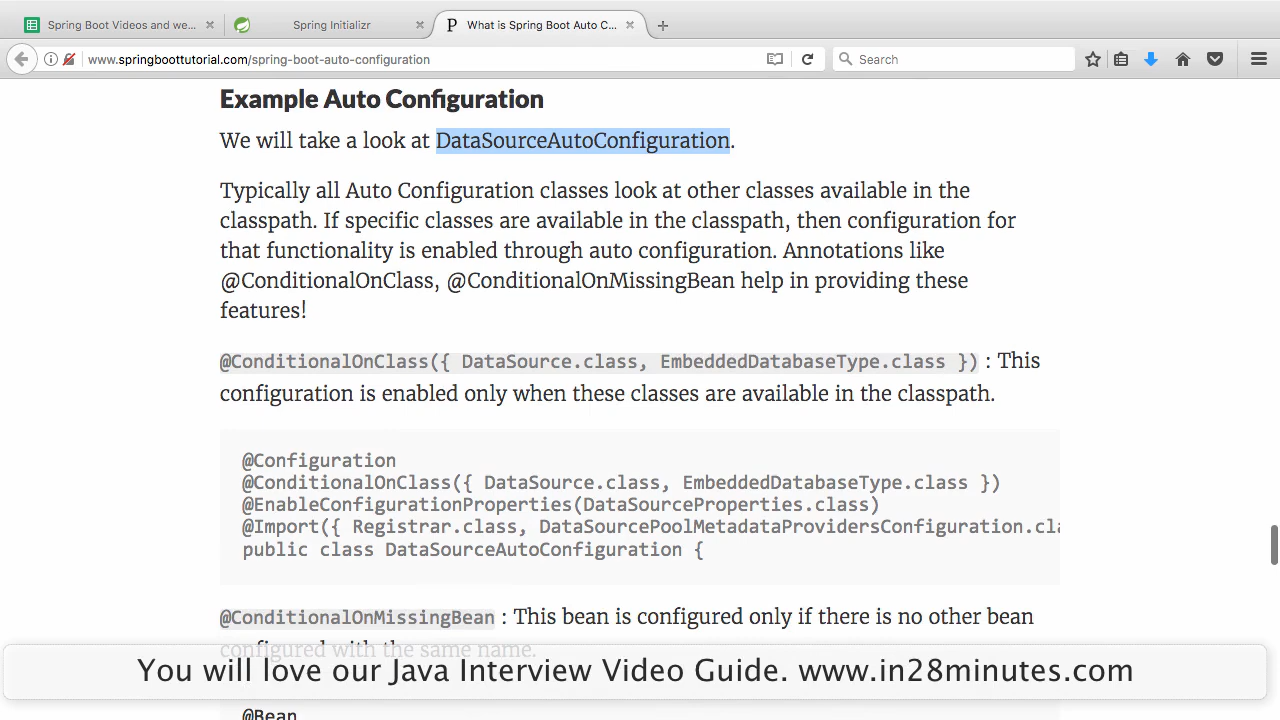 Spring Boot Videos and we...
Spring Initializr
What is Spring Boot Auto C...
www.springboottutorial.com/spring-boot-auto-configuration
Search
Example Auto Configuration
We will take a look at DataSourceAutoConfiguration.
Typically all Auto Configuration classes look at other classes available in the
classpath. If specific classes are available in the classpath, then configuration for
that functionality is enabled through auto configuration. Annotations like
@ConditionalOnClass, @ConditionalOnMissingBean help in providing these
features!
@ConditionalOnClass({ DataSource.class, EmbeddedDatabaseType.class }) : This
configuration is enabled only when these classes are available in the classpath.
@Configuration
@ConditionalOnClass({ DataSource.class, EmbeddedDatabaseType.class })
@EnableConfigurationProperties(DataSourceProperties.class)
@Import({ Registrar.class, DataSourcePoolMetadataProvidersConfiguration.cla
public class DataSourceAutoConfiguration {
@ConditionalOnMissingBean : This bean is configured only if there is no other bean
configured with the same name.
You will love our Java Interview Video Guide. www.in28minutes.com
@Bean